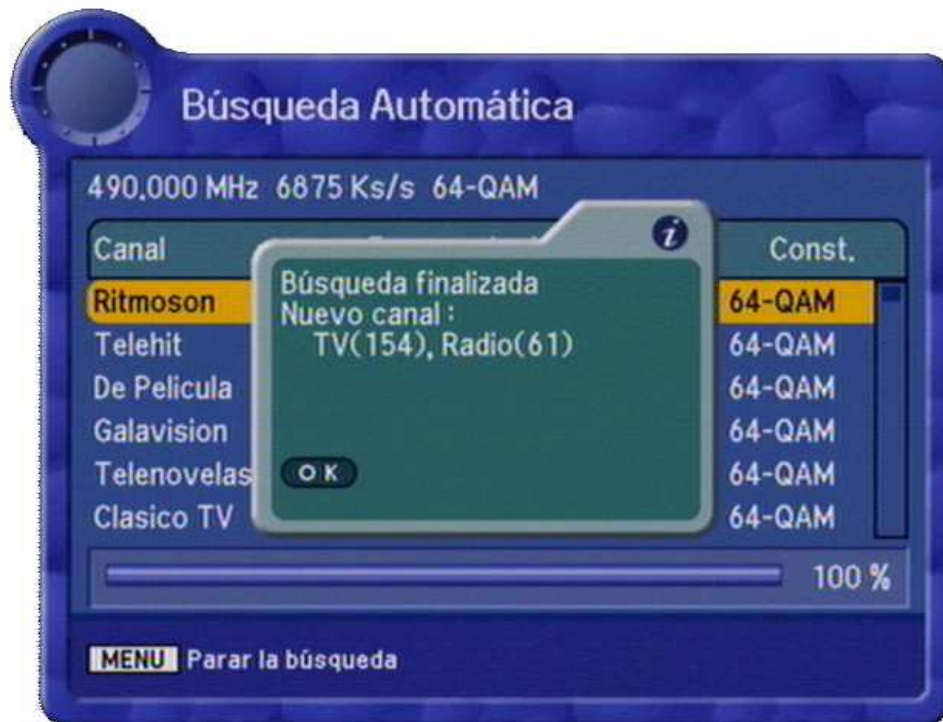 Búsqueda Automática
490.000 MHz 6875 Ks/s 64-QAM
Canal Const.
Ritmoson 64-QAM
Telehit 64-QAM
De Pelicula 64-QAM
Galavision 64-QAM
Telenovelas 64-QAM
Clasico TV 64-QAM
i
Búsqueda finalizada
Nuevo canal :
TV(154), Radio(61)
OK
100 %
MENU Parar la búsqueda